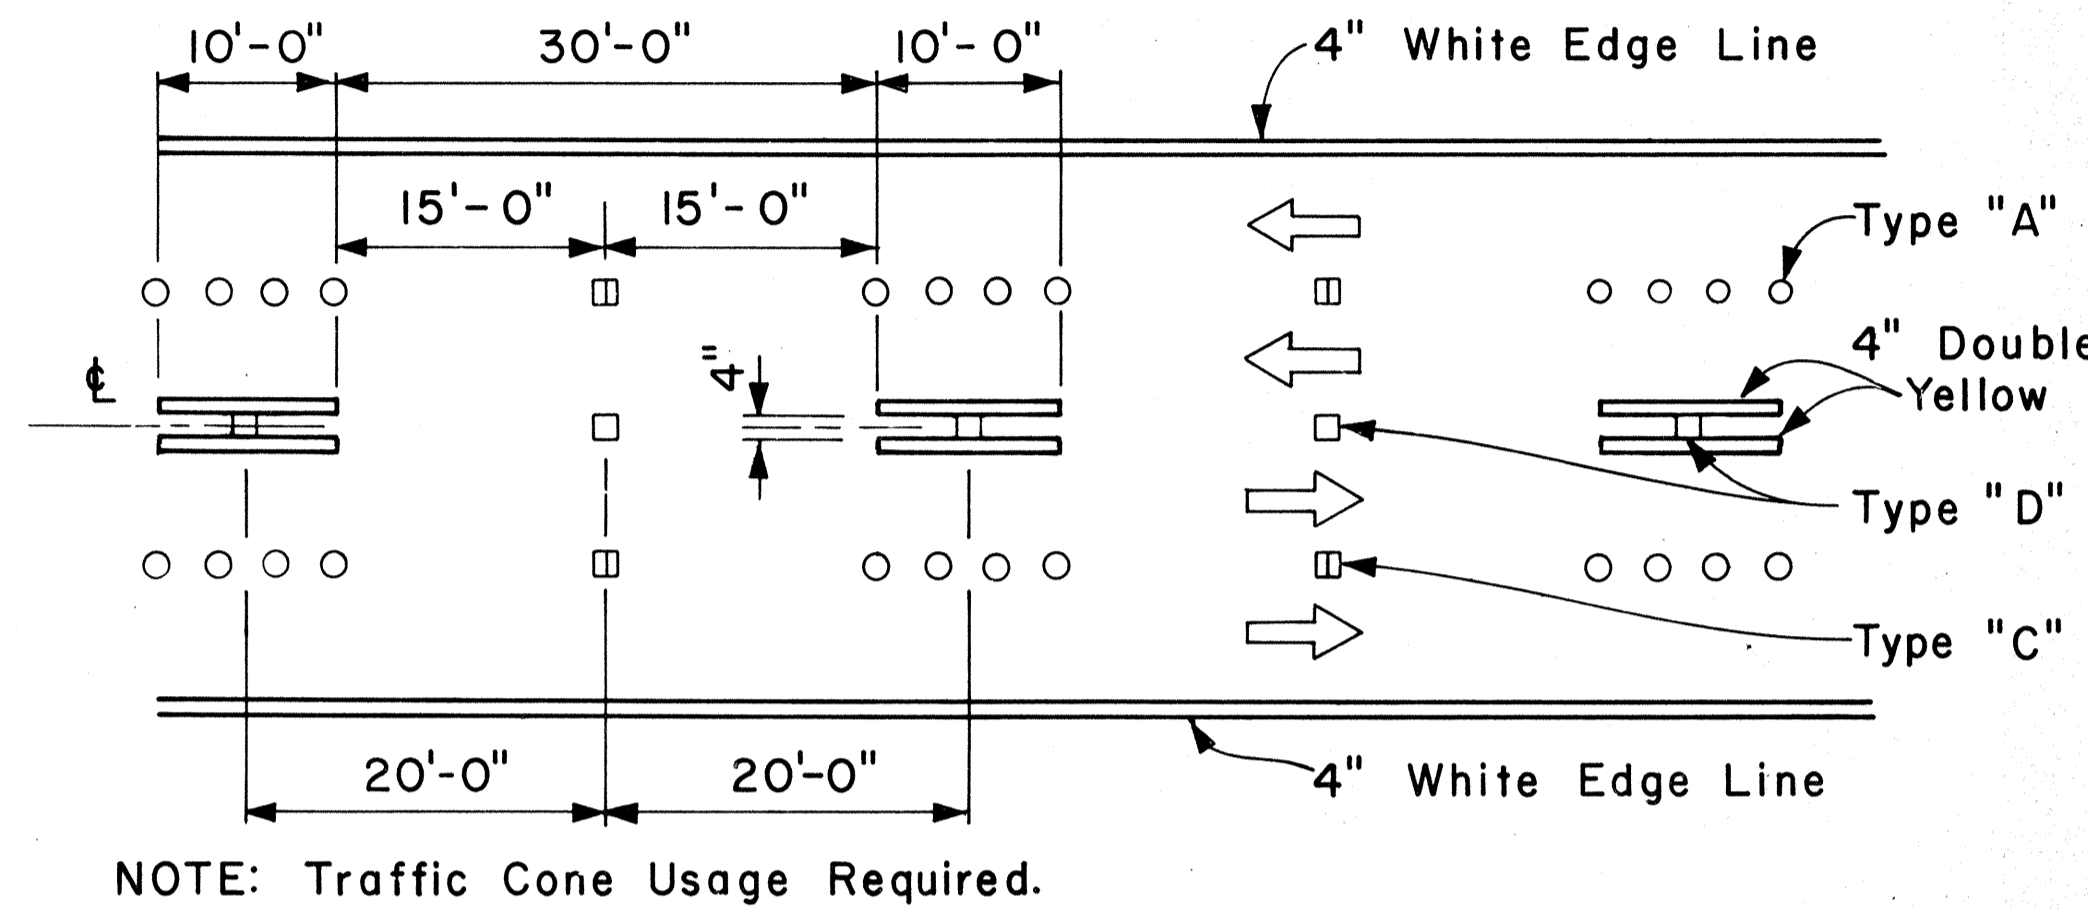 10'-0" 30'-0" 10'-0" 4" White Edge Line
15'-0" 15'-0" Type "A"
4" Double
Yellow
℄ 4"
Type "D"
Type "C"
20'-0" 20'-0" 4" White Edge Line
NOTE: Traffic Cone Usage Required.